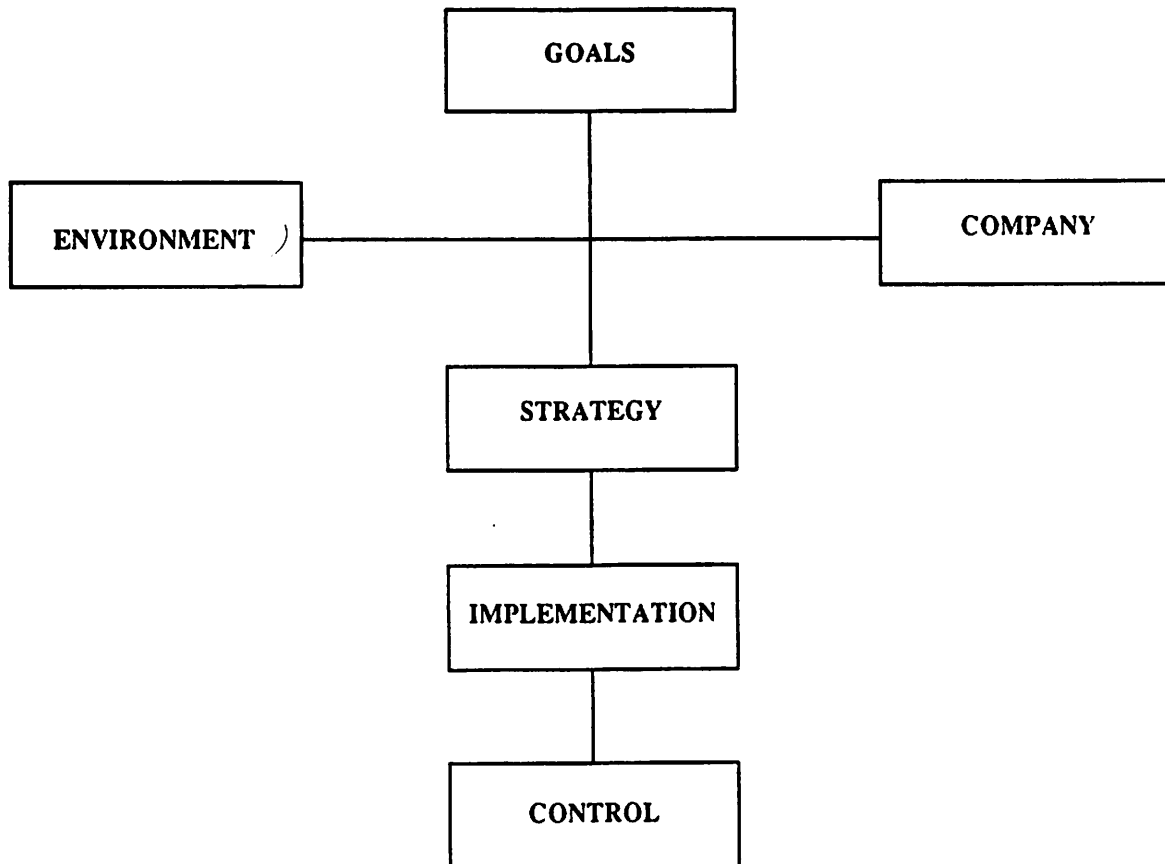 GOALS
ENVIRONMENT
COMPANY
STRATEGY
IMPLEMENTATION
CONTROL